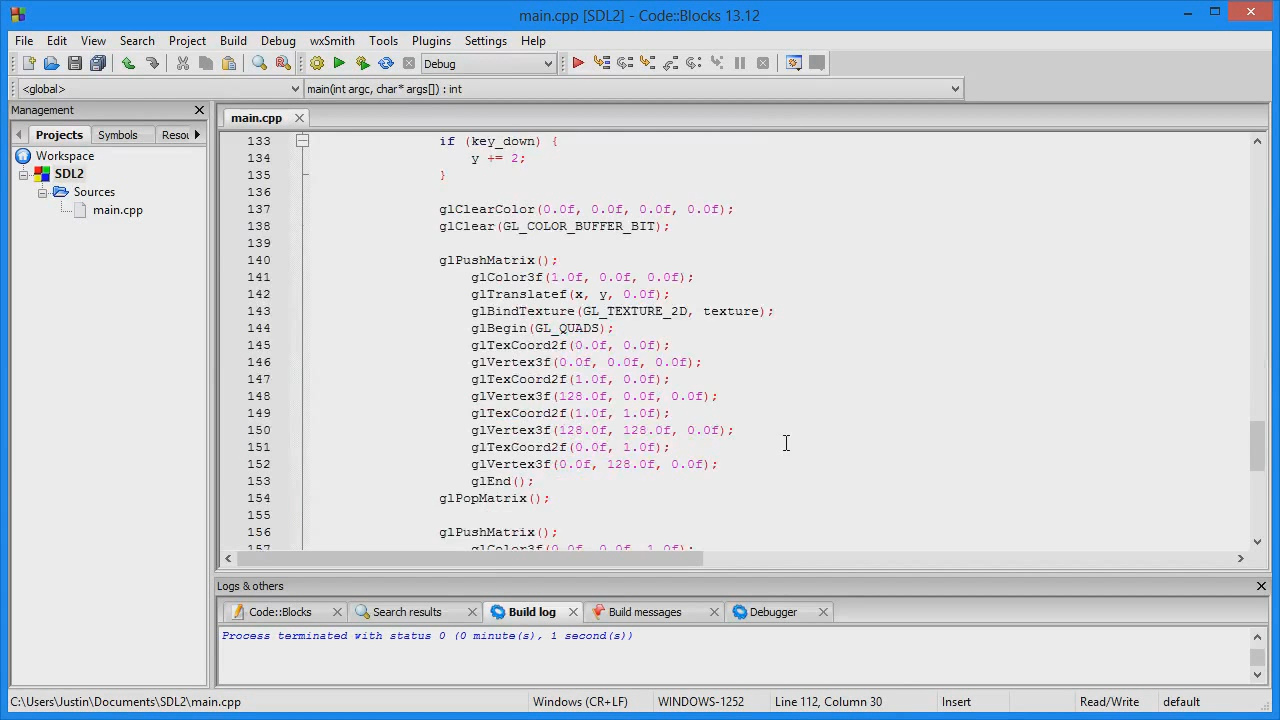 main.cpp [SDL2] - Code::Blocks 13.12
File Edit View Search Project Build Debug wxSmith Tools Plugins Settings Help
Debug
<global> main(int argc, char* args[]) : int
Management
main.cpp
Projects Symbols Resou
Workspace
SDL2
Sources
main.cpp
133 if (key_down) {
134 y += 2;
135 }
136
137 glClearColor(0.0f, 0.0f, 0.0f, 0.0f);
138 glClear(GL_COLOR_BUFFER_BIT);
139
140 glPushMatrix();
141 glColor3f(1.0f, 0.0f, 0.0f);
142 glTranslatef(x, y, 0.0f);
143 glBindTexture(GL_TEXTURE_2D, texture);
144 glBegin(GL_QUADS);
145 glTexCoord2f(0.0f, 0.0f);
146 glVertex3f(0.0f, 0.0f, 0.0f);
147 glTexCoord2f(1.0f, 0.0f);
148 glVertex3f(128.0f, 0.0f, 0.0f);
149 glTexCoord2f(1.0f, 1.0f);
150 glVertex3f(128.0f, 128.0f, 0.0f);
151 glTexCoord2f(0.0f, 1.0f);
152 glVertex3f(0.0f, 128.0f, 0.0f);
153 glEnd();
154 glPopMatrix();
155
156 glPushMatrix();
157 glColor3f(0.0f, 0.0f, 1.0f);
Logs & others
Code::Blocks Search results Build log Build messages Debugger
Process terminated with status 0 (0 minute(s), 1 second(s))
C:\Users\Justin\Documents\SDL2\main.cpp Windows (CR+LF) WINDOWS-1252 Line 112, Column 30 Insert Read/Write default